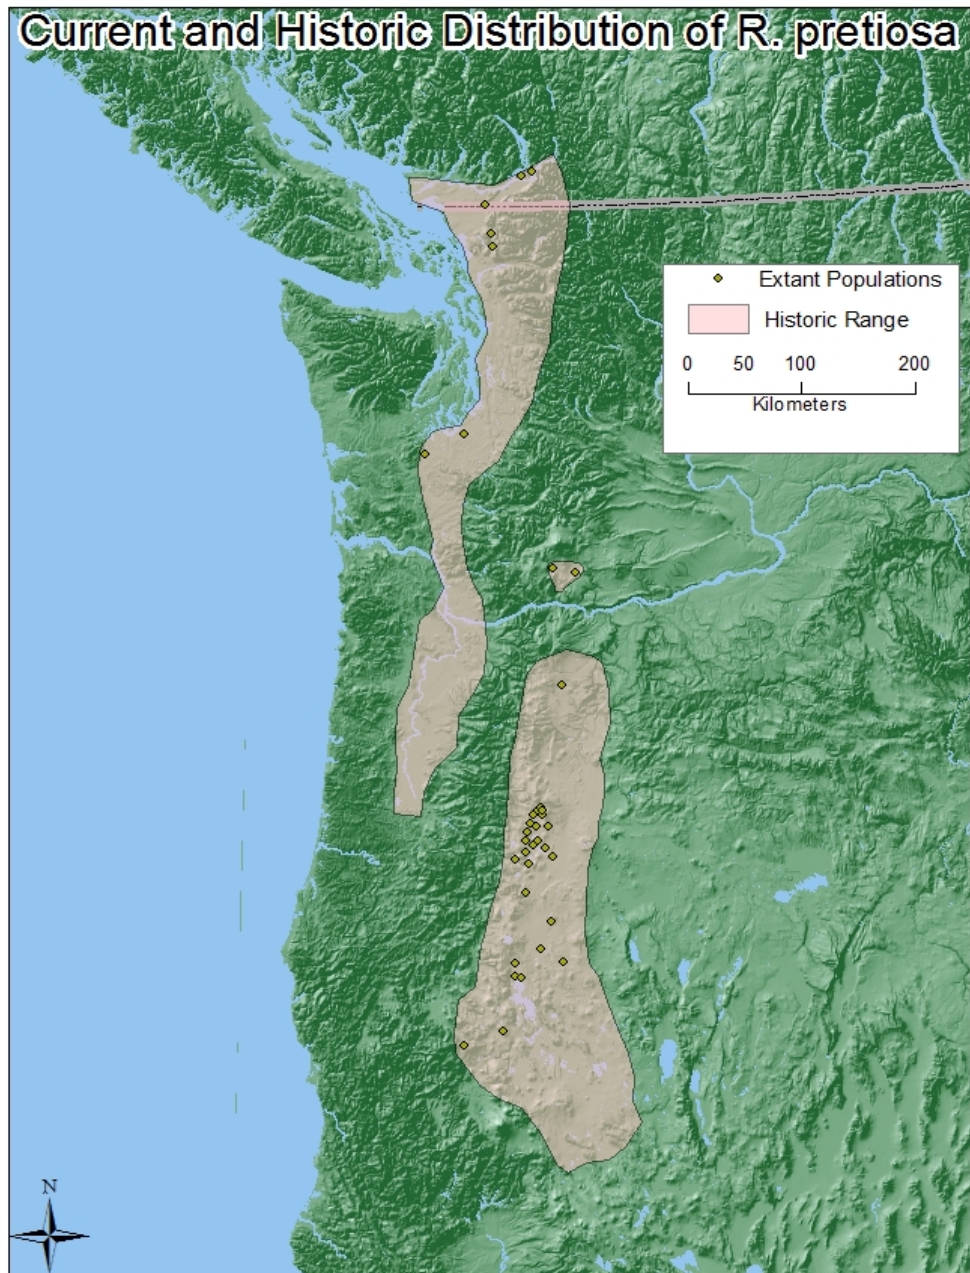 Current and Historic Distribution of R. pretiosa
Extant Populations
Historic Range
0 50 100 200
Kilometers
N